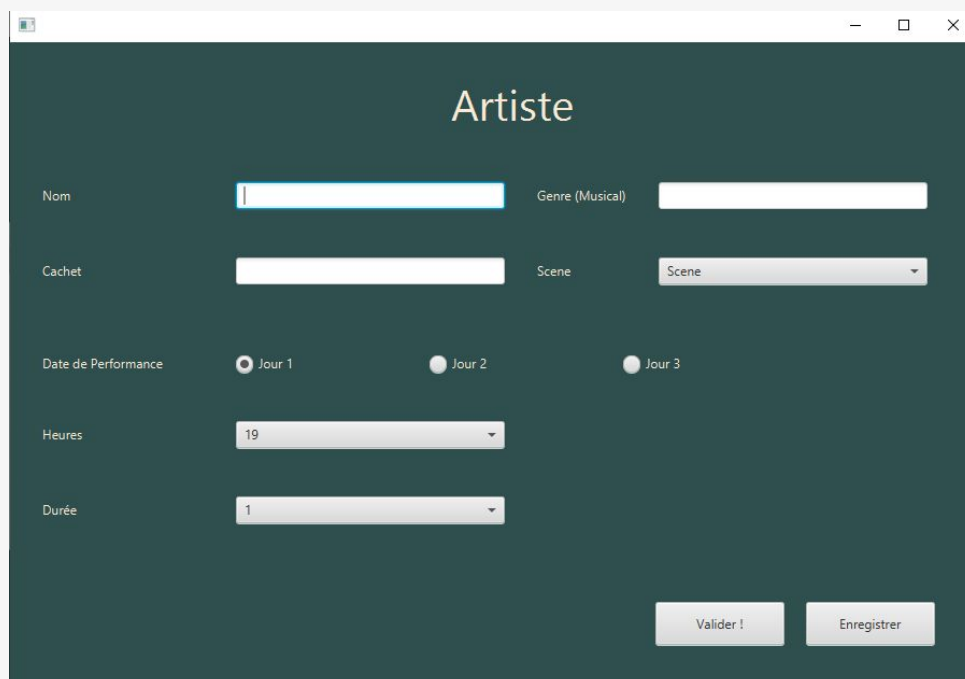 Artiste
Nom Genre (Musical)
Cachet Scene Scene
Date de Performance Jour 1 Jour 2 Jour 3
Heures 19
Durée 1
Valider ! Enregistrer